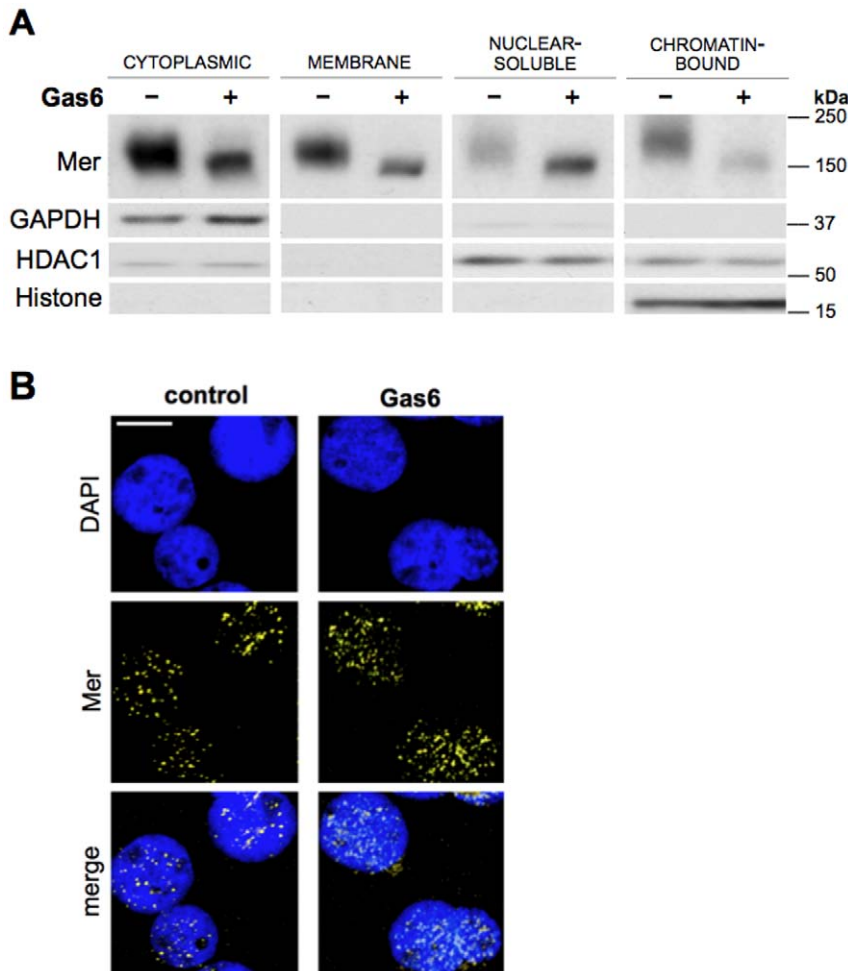 A
CYTOPLASMIC MEMBRANE NUCLEAR-SOLUBLE CHROMATIN-BOUND
Gas6 – + – + – + – + kDa
250
Mer 150
GAPDH 37
HDAC1
50
Histone 15
B
control Gas6
DAPI
Mer
merge